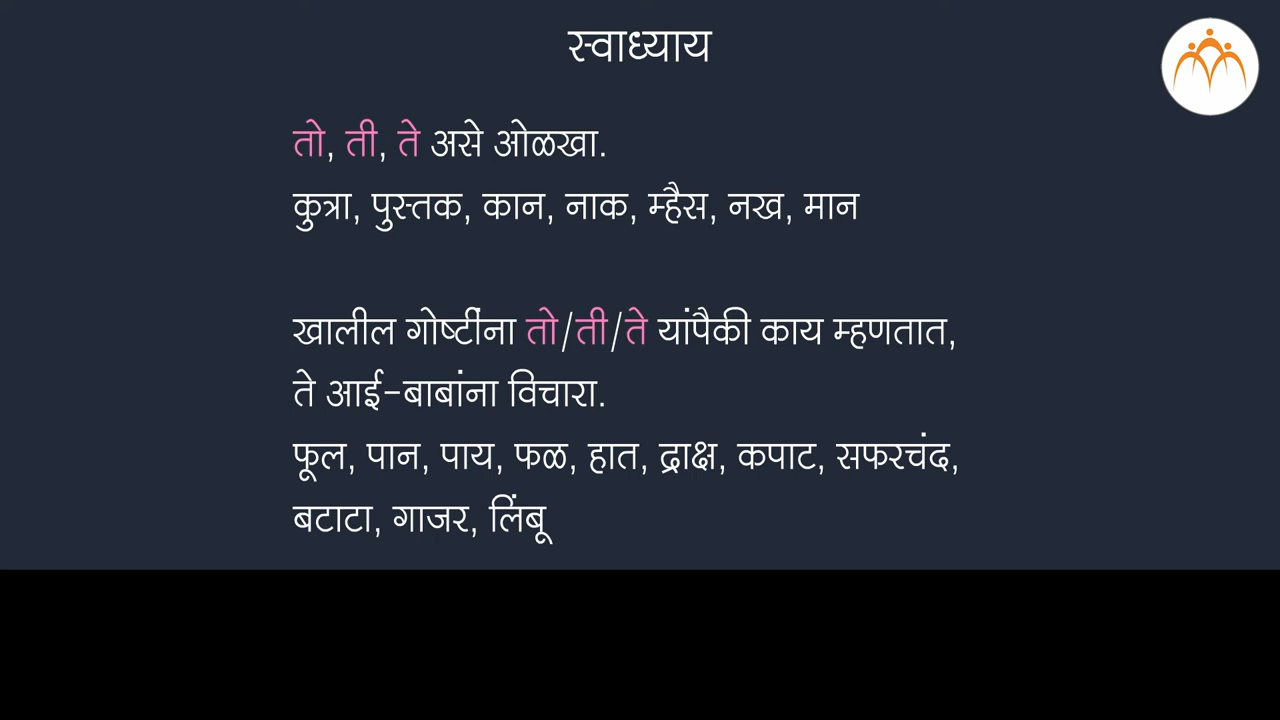 स्वाध्याय
तो, ती, ते असे ओळखा.
कुत्रा, पुस्तक, कान, नाक, म्हैस, नख, मान
खालील गोष्टींना तो/ती/ते यांपैकी काय म्हणतात,
ते आई-बाबांना विचारा.
फूल, पान, पाय, फळ, हात, द्राक्ष, कपाट, सफरचंद,
बटाटा, गाजर, लिंबू